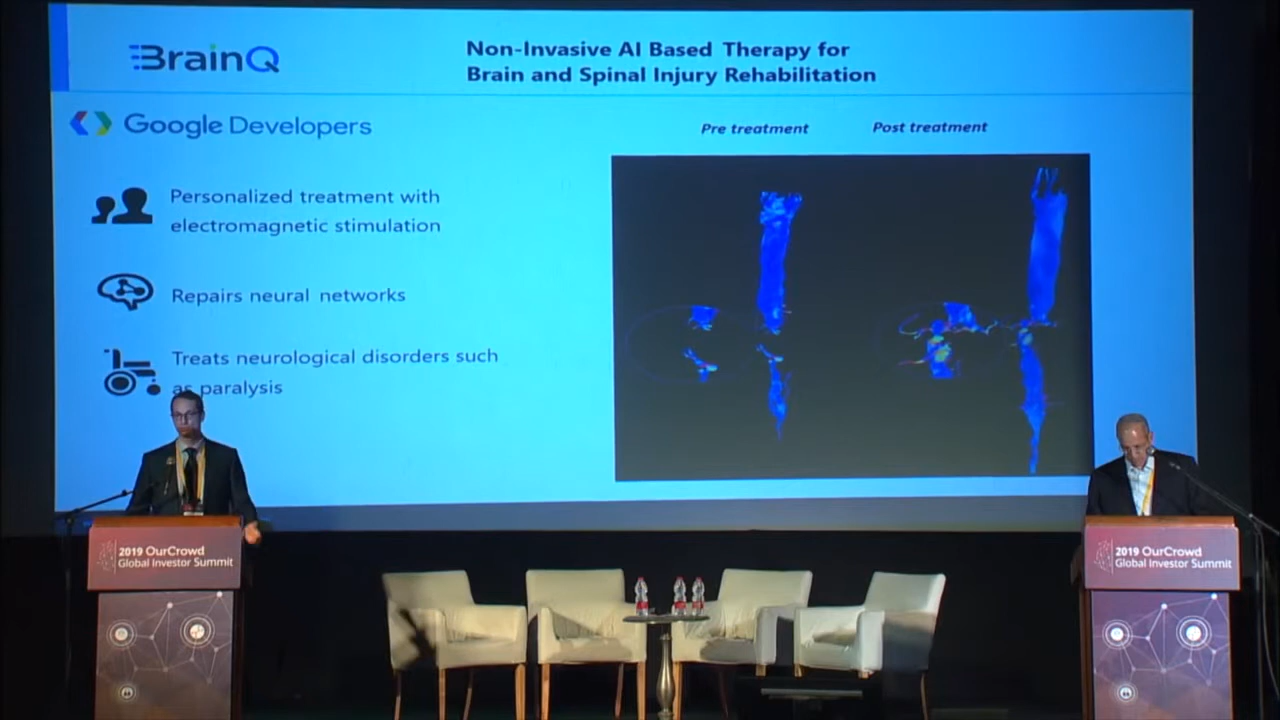 BrainQ
Non-Invasive AI Based Therapy for
Brain and Spinal Injury Rehabilitation
Google Developers
Pre treatment
Post treatment
Personalized treatment with
electromagnetic stimulation
Repairs neural networks
Treats neurological disorders such
as paralysis
2019 OurCrowd
Global Investor Summit
2019 OurCrowd
Global Investor Summit